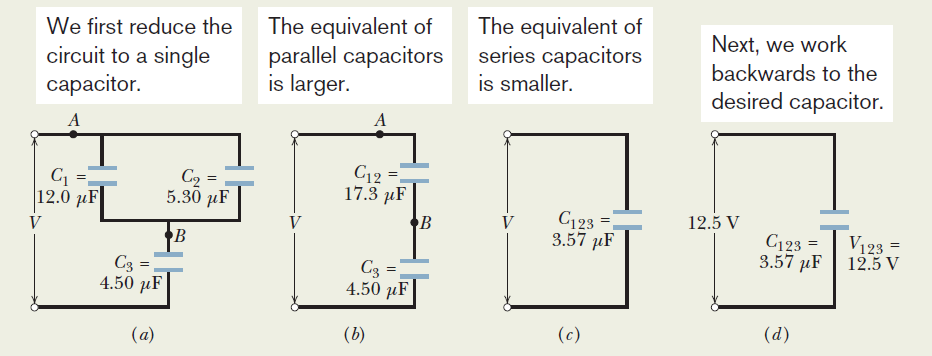 We first reduce the
circuit to a single
capacitor.
The equivalent of
parallel capacitors
is larger.
The equivalent of
series capacitors
is smaller.
Next, we work
backwards to the
desired capacitor.
A
C₁ =
12.0 μF
C₂ =
5.30 μF
V
B
C₃ =
4.50 μF
(a)
A
C₁₂ =
17.3 μF
V
B
C₃ =
4.50 μF
(b)
V
C₁₂₃ =
3.57 μF
(c)
12.5 V
C₁₂₃ =
3.57 μF
V₁₂₃ =
12.5 V
(d)